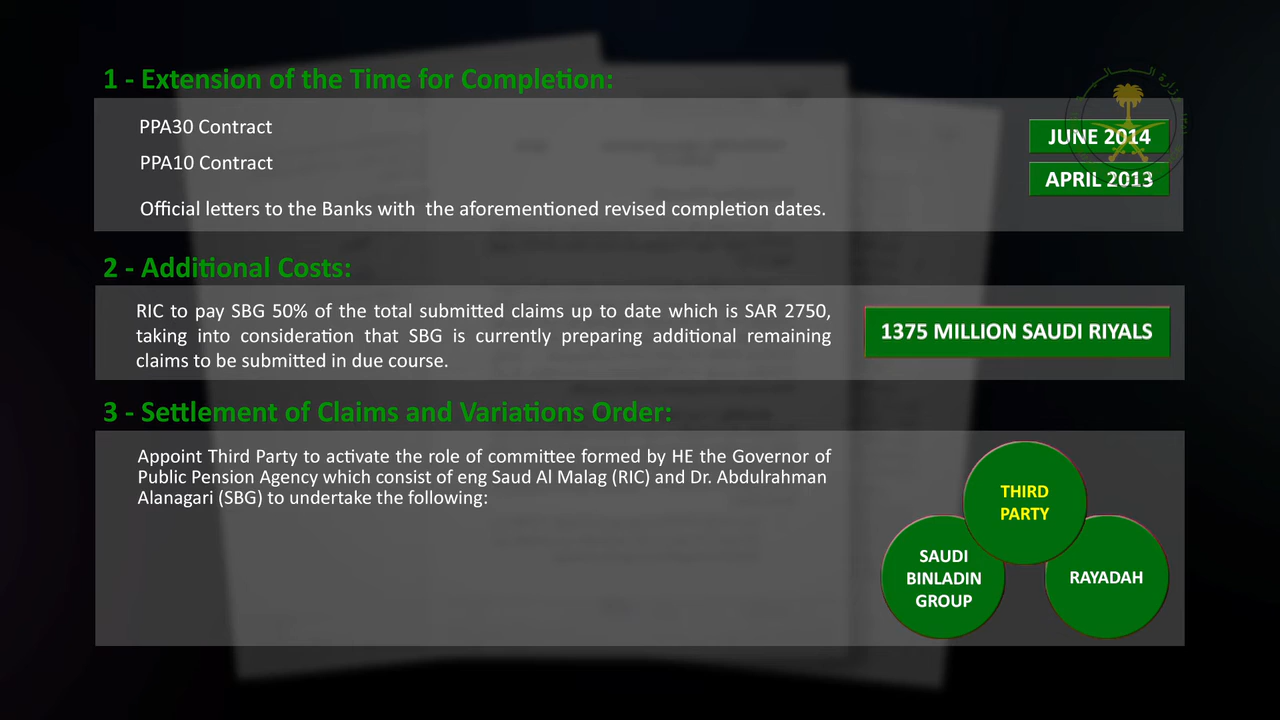 1 - Extension of the Time for Completion:
PPA30 Contract
JUNE 2014
PPA10 Contract
APRIL 2013
Official letters to the Banks with the aforementioned revised completion dates.
2 - Additional Costs:
RIC to pay SBG 50% of the total submitted claims up to date which is SAR 2750,
taking into consideration that SBG is currently preparing additional remaining
claims to be submitted in due course.
1375 MILLION SAUDI RIYALS
3 - Settlement of Claims and Variations Order:
Appoint Third Party to activate the role of committee formed by HE the Governor of
Public Pension Agency which consist of eng Saud Al Malag (RIC) and Dr. Abdulrahman
Alanagari (SBG) to undertake the following:
THIRD
PARTY
SAUDI
BINLADIN
GROUP
RAYADAH